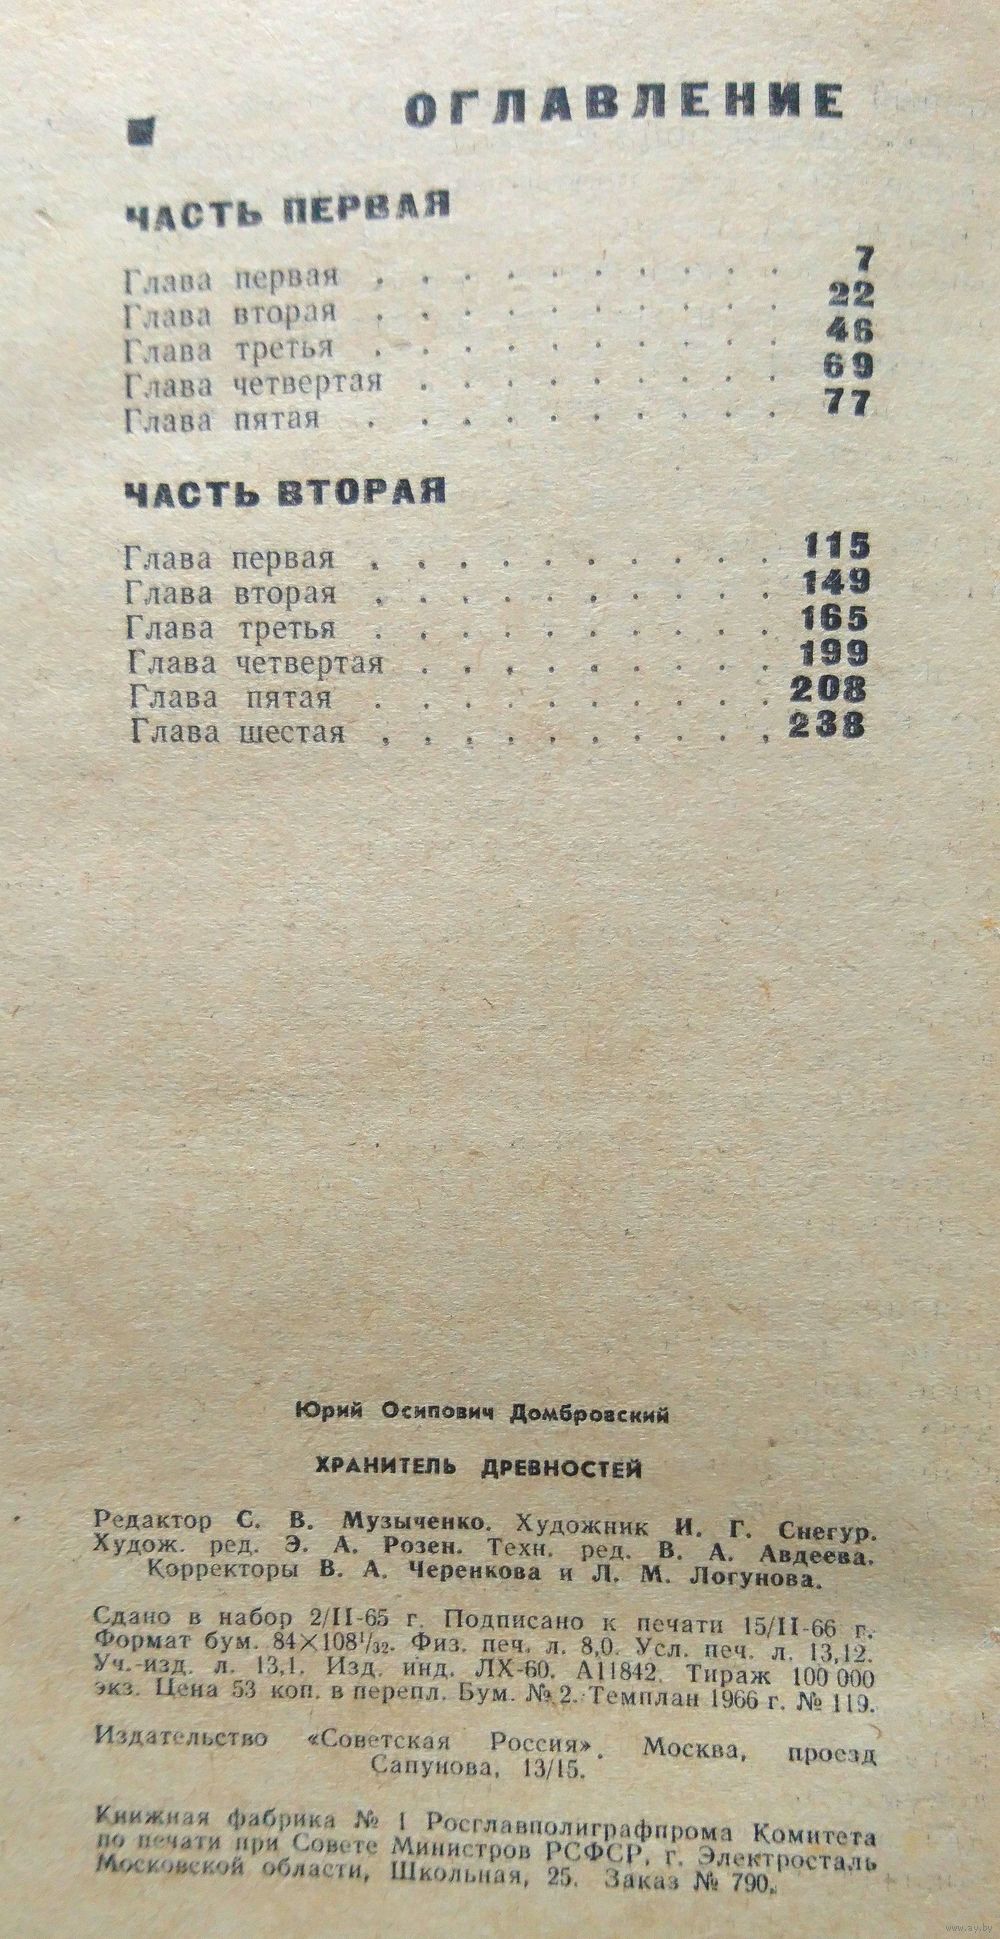 ОГЛАВЛЕНИЕ
ЧАСТЬ ПЕРВАЯ
Глава первая . . . . . . . . . . 7
Глава вторая . . . . . . . . . . 22
Глава третья . . . . . . . . . . 46
Глава четвертая . . . . . . . . . 69
Глава пятая . . . . . . . . . . 77
ЧАСТЬ ВТОРАЯ
Глава первая . . . . . . . . . . 115
Глава вторая . . . . . . . . . . 149
Глава третья . . . . . . . . . . 165
Глава четвертая . . . . . . . . . 199
Глава пятая . . . . . . . . . . 208
Глава шестая . . . . . . . . . . 238
Юрий Осипович Домбровский
ХРАНИТЕЛЬ ДРЕВНОСТЕЙ
Редактор С. В. Музыченко. Художник И. Г. Снегур.
Худож. ред. Э. А. Розен. Техн. ред. В. А. Авдеева.
Корректоры В. А. Черенкова и Л. М. Логунова.
Сдано в набор 2/II-65 г. Подписано к печати 15/II-66 г.
Формат бум. 84×108¹/₃₂. Физ. печ. л. 8,0. Усл. печ. л. 13,12.
Уч.-изд. л. 13,1. Изд. инд. ЛХ-60. А11842. Тираж 100 000
экз. Цена 53 коп. в перепл. Бум. № 2. Темплан 1966 г. № 119.
Издательство «Советская Россия». Москва, проезд
Сапунова, 13/15.
Книжная фабрика № 1 Росглавполиграфпрома Комитета
по печати при Совете Министров РСФСР, г. Электросталь
Московской области, Школьная, 25. Заказ № 790.
www.ay.by